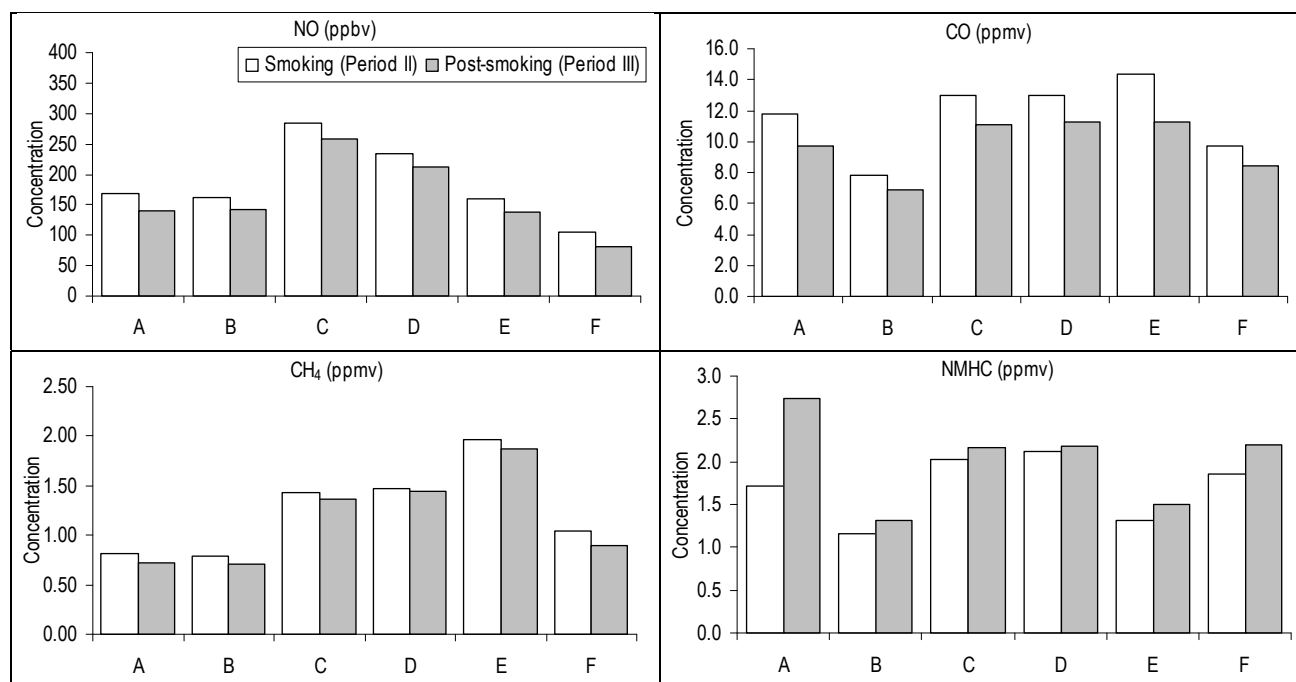 NO (ppbv)
Smoking (Period II) Post-smoking (Period III)
Concentration
400
350
300
250
200
150
100
50
0
A B C D E F
CO (ppmv)
Concentration
16.0
14.0
12.0
10.0
8.0
6.0
4.0
2.0
0.0
A B C D E F
CH₄ (ppmv)
Concentration
2.50
2.00
1.50
1.00
0.50
0.00
A B C D E F
NMHC (ppmv)
Concentration
3.0
2.5
2.0
1.5
1.0
0.5
0.0
A B C D E F